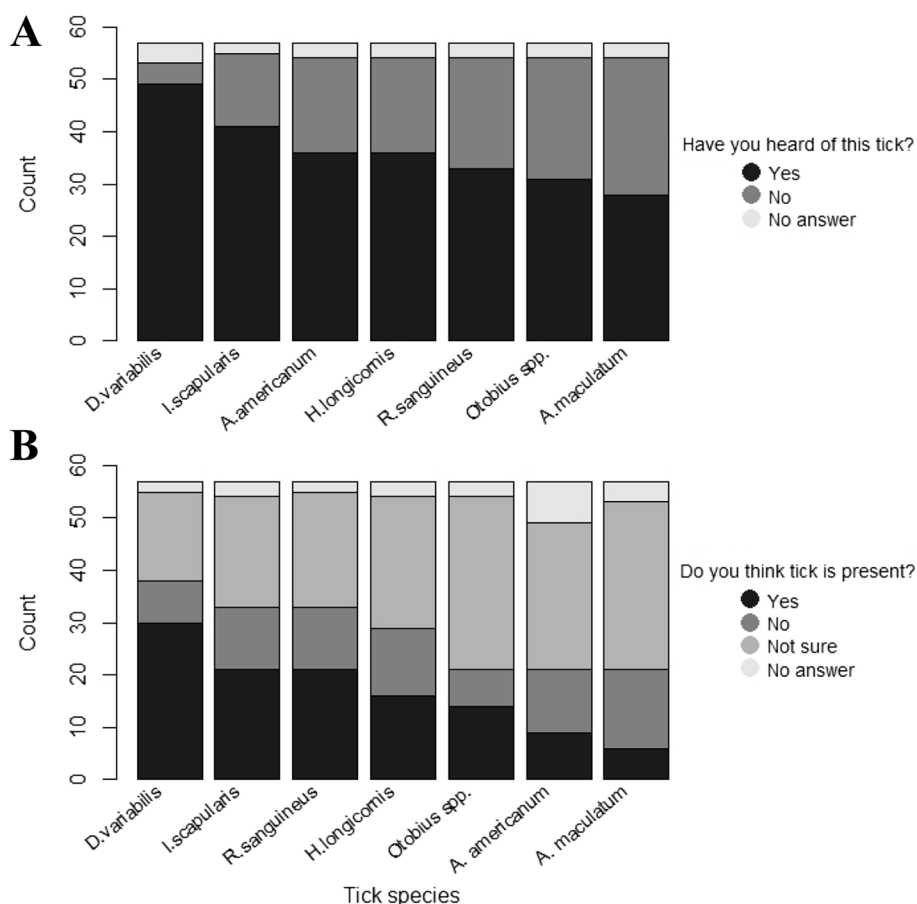 A
Count
60
50
40
30
20
10
0
D.variabilis
I.scapularis
A.americanum
H.longicornis
R.sanguineus
Otobius spp.
A.maculatum
Have you heard of this tick?
Yes
No
No answer
B
Count
60
50
40
30
20
10
0
D.variabilis
I.scapularis
R.sanguineus
H.longicornis
Otobius spp.
A. americanum
A. maculatum
Tick species
Do you think tick is present?
Yes
No
Not sure
No answer